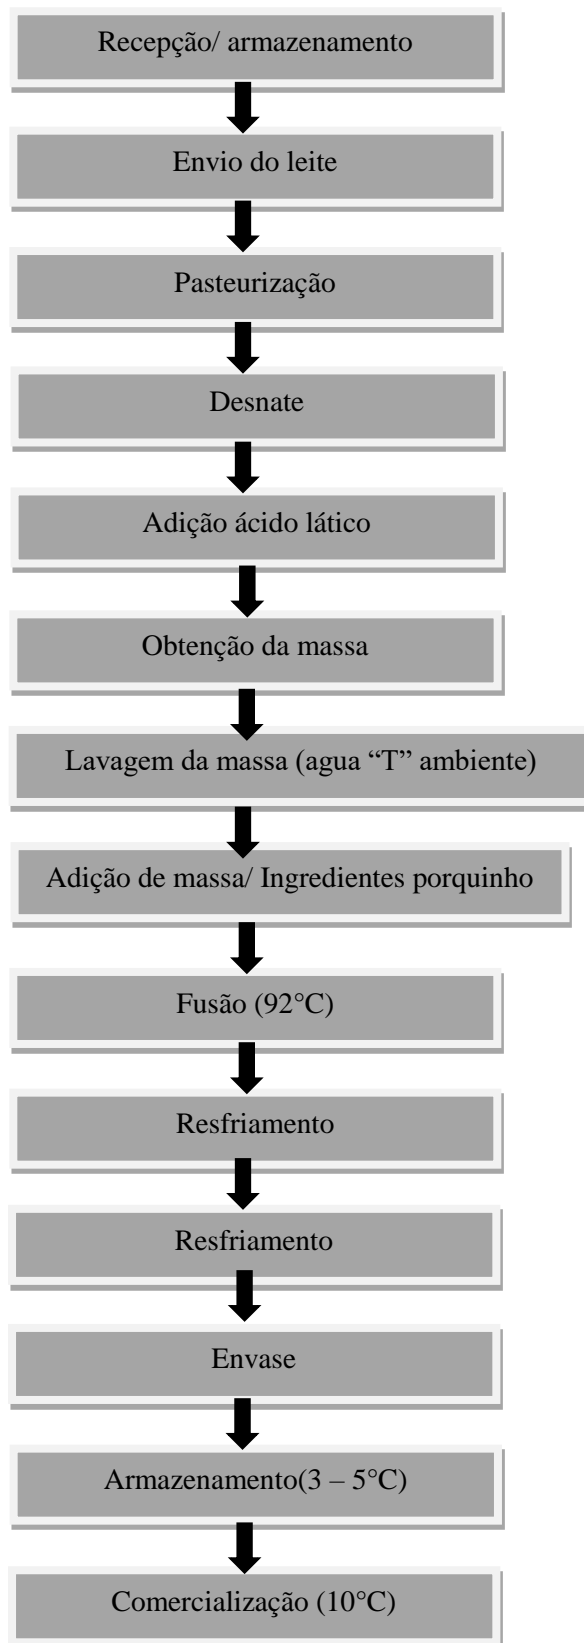 Recepção/ armazenamento
Envio do leite
Pasteurização
Desnate
Adição ácido lático
Obtenção da massa
Lavagem da massa (agua “T” ambiente)
Adição de massa/ Ingredientes porquinho
Fusão (92°C)
Resfriamento
Resfriamento
Envase
Armazenamento(3 – 5°C)
Comercialização (10°C)